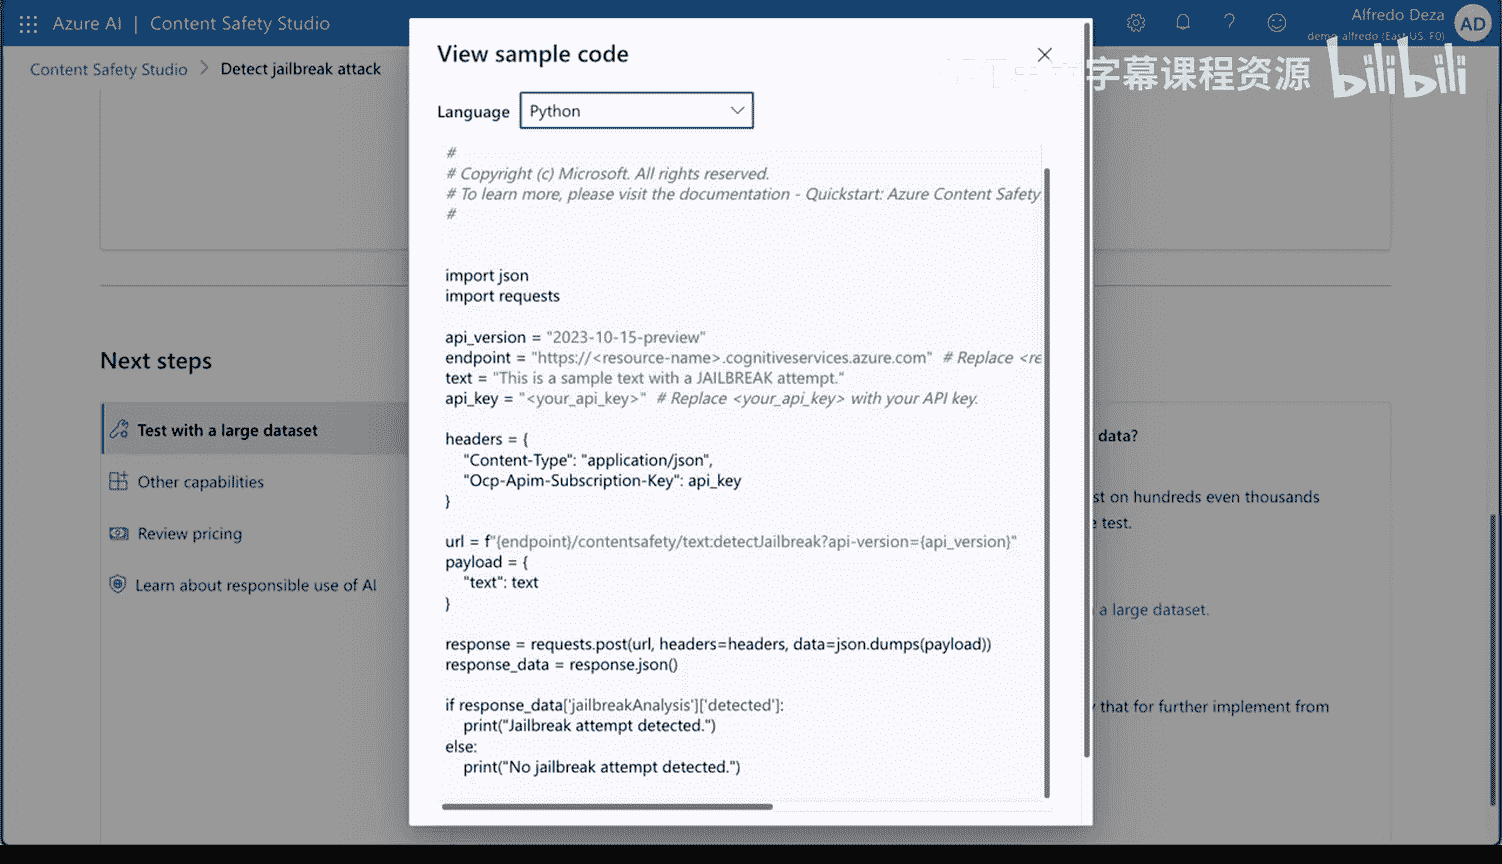 Azure AI | Content Safety Studio
Alfredo Deza
AD
demo_alfredo (East US, F0)
Content Safety Studio > Detect jailbreak attack
字幕课程资源 bilibili
View sample code
Language Python
#
# Copyright (c) Microsoft. All rights reserved.
# To learn more, please visit the documentation - Quickstart: Azure Content Safety
#
import json
import requests
api_version = "2023-10-15-preview"
endpoint = "https://<resource-name>.cognitiveservices.azure.com" # Replace <re
text = "This is a sample text with a JAILBREAK attempt."
api_key = "<your_api_key>" # Replace <your_api_key> with your API key.
headers = {
"Content-Type": "application/json",
"Ocp-Apim-Subscription-Key": api_key
}
url = f"{endpoint}/contentsafety/text:detectJailbreak?api-version={api_version}"
payload = {
"text": text
}
response = requests.post(url, headers=headers, data=json.dumps(payload))
response_data = response.json()
if response_data['jailbreakAnalysis']['detected']:
print("Jailbreak attempt detected.")
else:
print("No jailbreak attempt detected.")
Next steps
Test with a large dataset
Other capabilities
Review pricing
Learn about responsible use of AI
data?
st on hundreds even thousands
e test.
a large dataset.
y that for further implement from